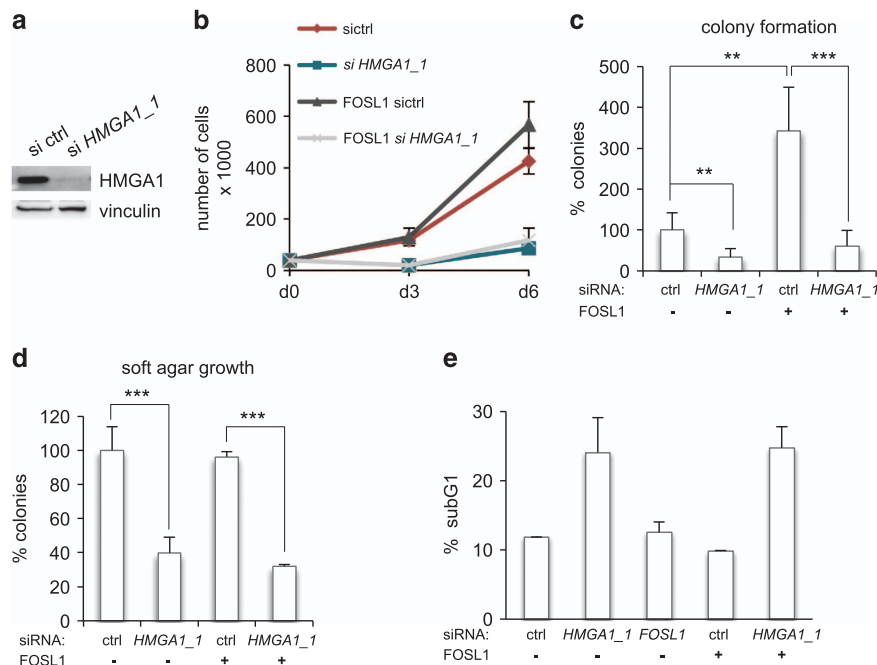 a
si ctrl
si HMGA1_1
HMGA1
vinculin
b
sictrl
si HMGA1_1
FOSL1 sictrl
FOSL1 si HMGA1_1
number of cells
x 1000
800
600
400
200
0
d0 d3 d6
c
colony formation
% colonies
500
400
300
200
100
0
** ***
**
siRNA: ctrl HMGA1_1 ctrl HMGA1_1
FOSL1 - - + +
d
soft agar growth
% colonies
120
100
80
60
40
20
0
*** ***
siRNA: ctrl HMGA1_1 ctrl HMGA1_1
FOSL1 - - + +
e
% subG1
30
20
10
0
siRNA: ctrl HMGA1_1 FOSL1 ctrl HMGA1_1
FOSL1 - - - + +